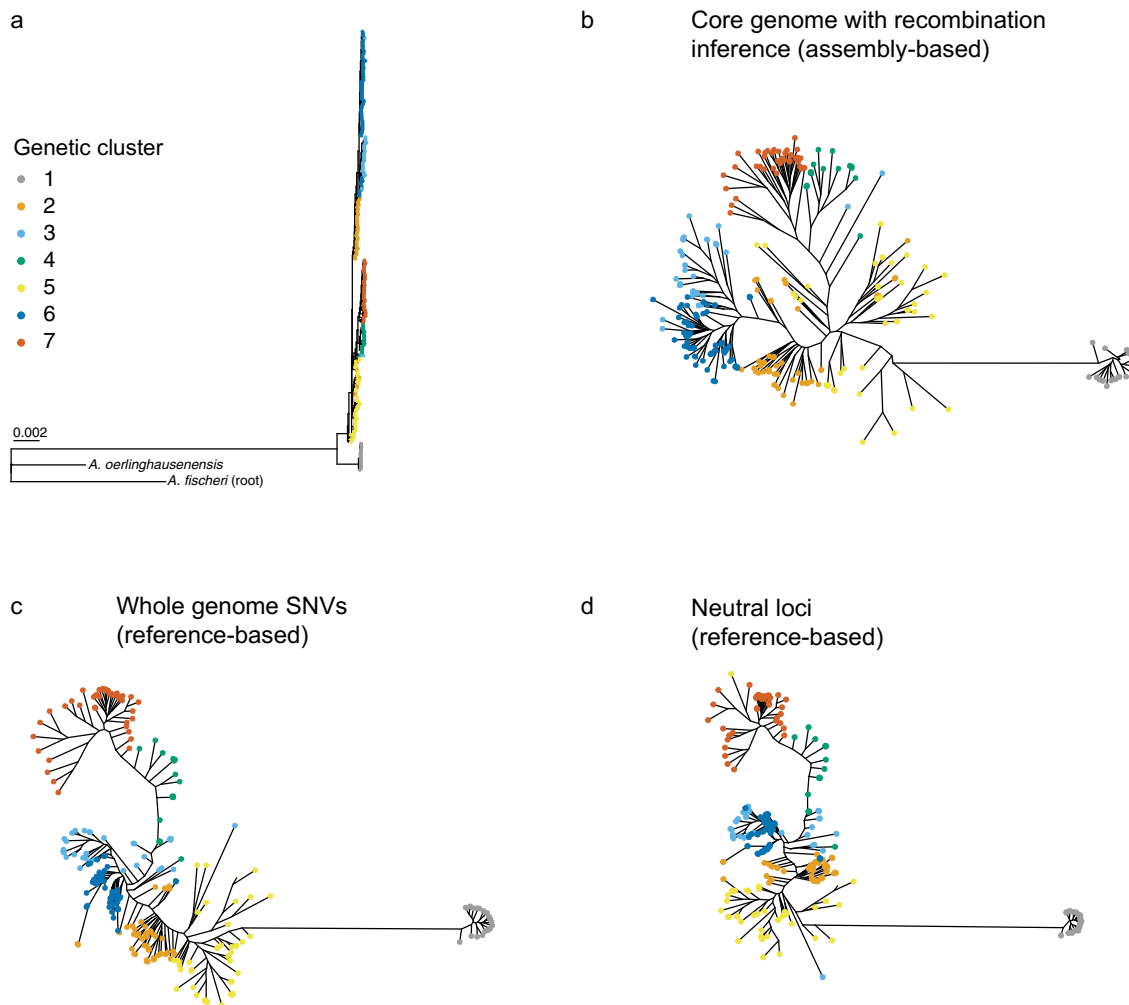 a
Genetic cluster
1
2
3
4
5
6
7
0.002
A. oerlinghausenensis
A. fischeri (root)
b
Core genome with recombination
inference (assembly-based)
c
Whole genome SNVs
(reference-based)
d
Neutral loci
(reference-based)